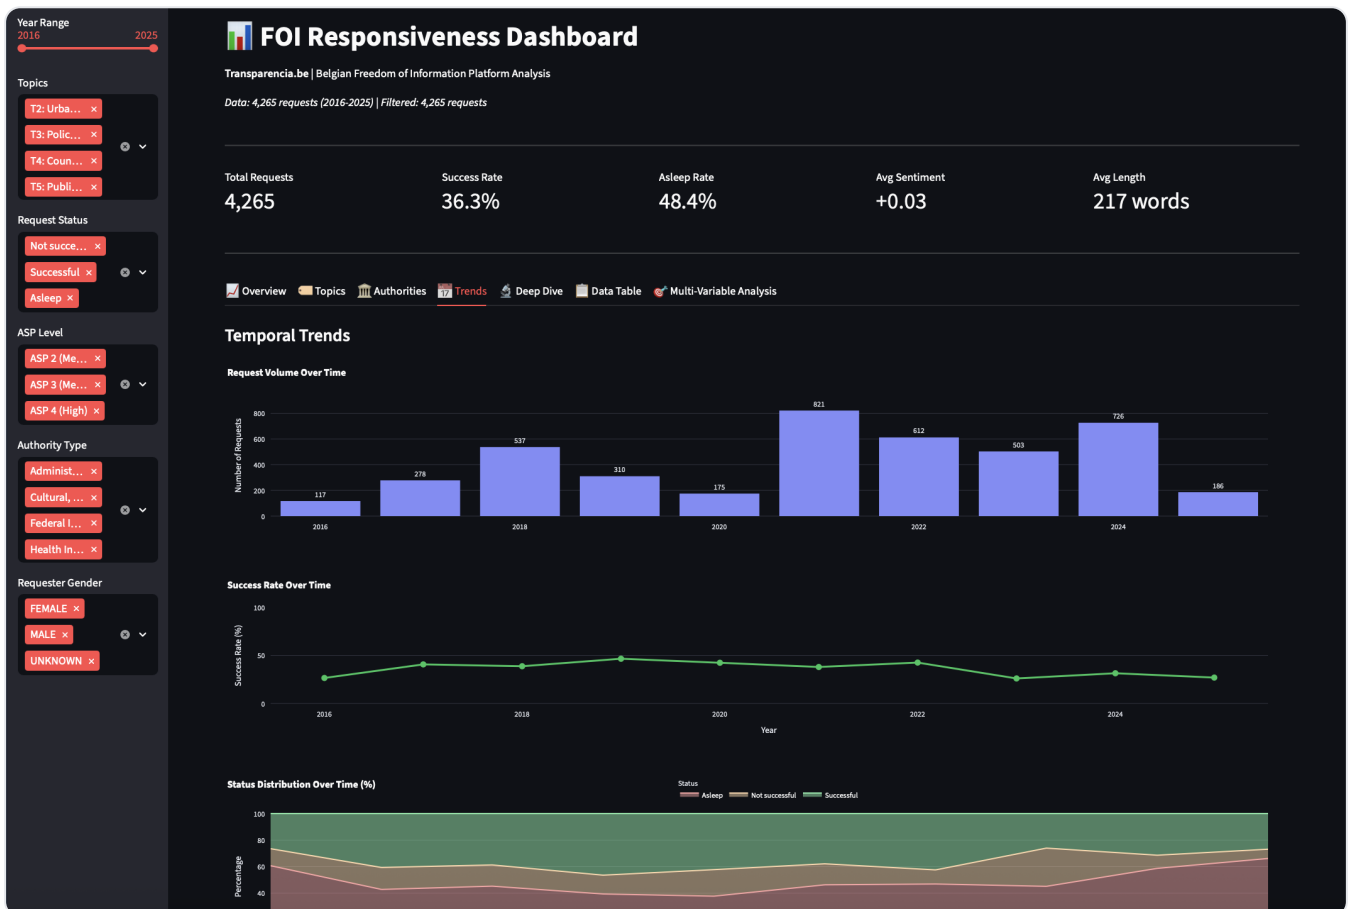 Year Range
2016 2025
Topics
T2: Urba... ×
T3: Polic... ×
T4: Coun... ×
T5: Publi... ×
Request Status
Not succe... ×
Successful ×
Asleep ×
ASP Level
ASP 2 (Me... ×
ASP 3 (Me... ×
ASP 4 (High) ×
Authority Type
Administ... ×
Cultural, ... ×
Federal I... ×
Health In... ×
Requester Gender
FEMALE ×
MALE ×
UNKNOWN ×
FOI Responsiveness Dashboard
Transparencia.be | Belgian Freedom of Information Platform Analysis
Data: 4,265 requests (2016-2025) | Filtered: 4,265 requests
Total Requests Success Rate Asleep Rate Avg Sentiment Avg Length
4,265 36.3% 48.4% +0.03 217 words
Overview Topics Authorities 17 Trends Deep Dive Data Table Multi-Variable Analysis
Temporal Trends
Request Volume Over Time
Number of Requests
800
600
400
200
0
117 278 537 310 175 821 612 503 726 186
2016 2018 2020 2022 2024
Success Rate Over Time
Success Rate (%)
100
50
0
2016 2018 2020 2022 2024
Year
Status Distribution Over Time (%)
Status
Asleep Not successful Successful
Percentage
100
80
60
40